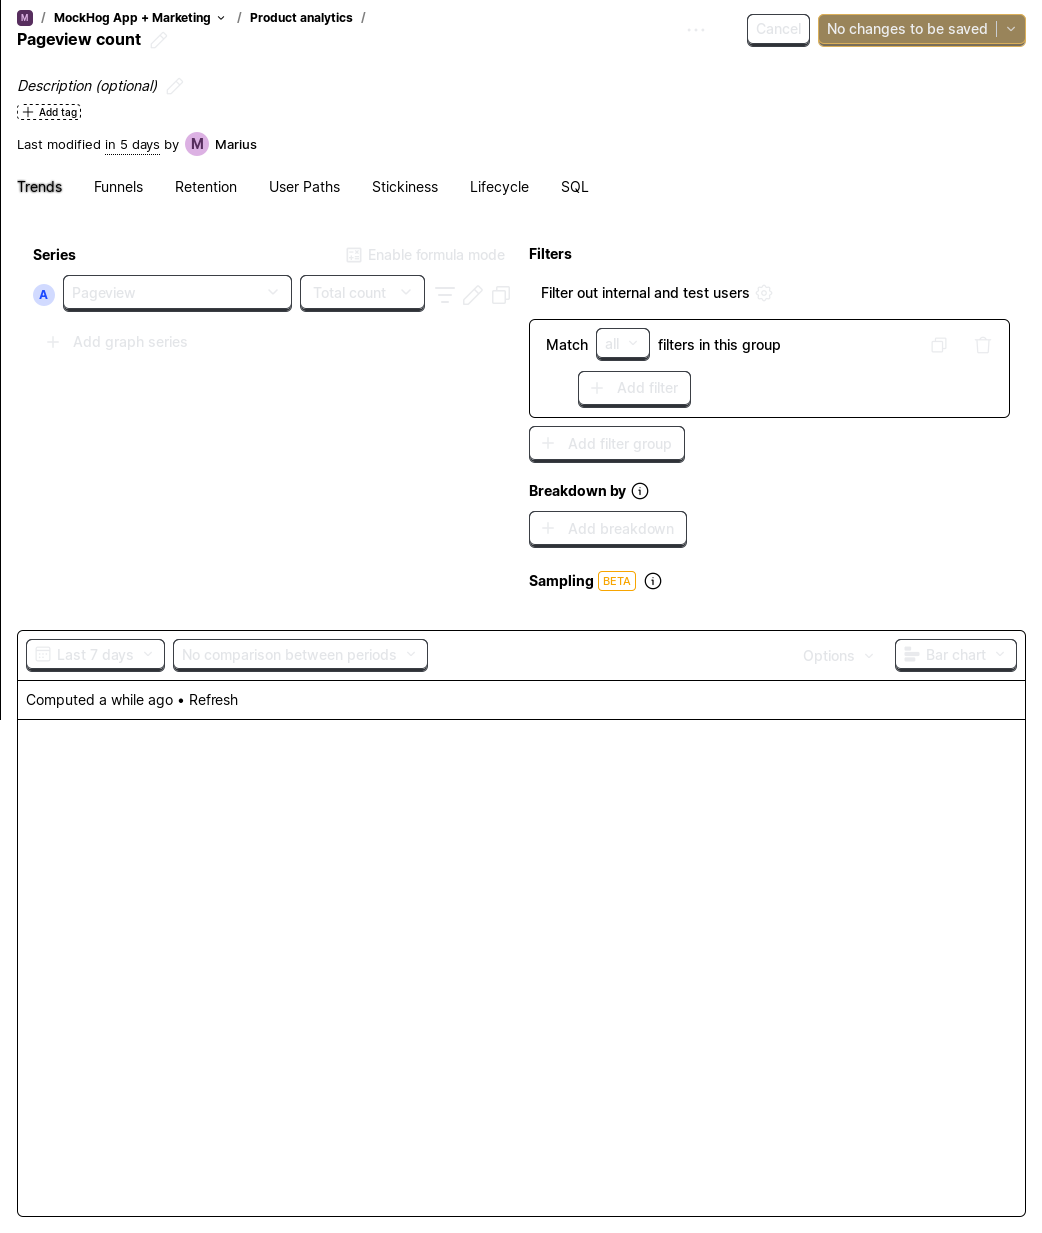 M / MockHog App + Marketing / Product analytics /
Pageview count
Cancel
No changes to be saved
Description (optional)
Add tag
Last modified in 5 days by M Marius
Trends Funnels Retention User Paths Stickiness Lifecycle SQL
Series
Enable formula mode
A Pageview Total count
Add graph series
Filters
Filter out internal and test users
Match all filters in this group
Add filter
Add filter group
Breakdown by
Add breakdown
Sampling BETA
Last 7 days No comparison between periods Options Bar chart
Computed a while ago • Refresh